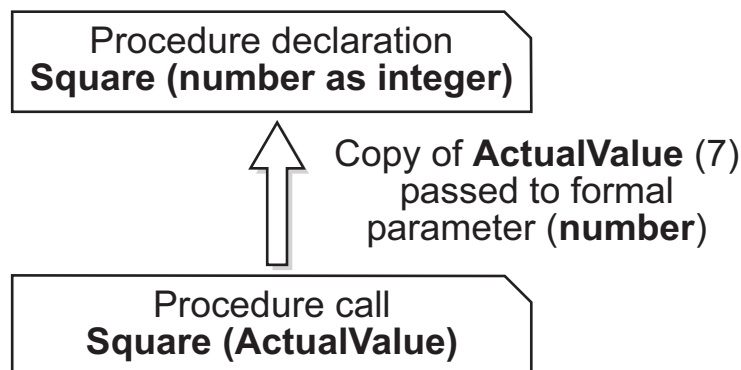 Procedure declaration
Square (number as integer)
Copy of ActualValue (7)
passed to formal
parameter (number)
Procedure call
Square (ActualValue)